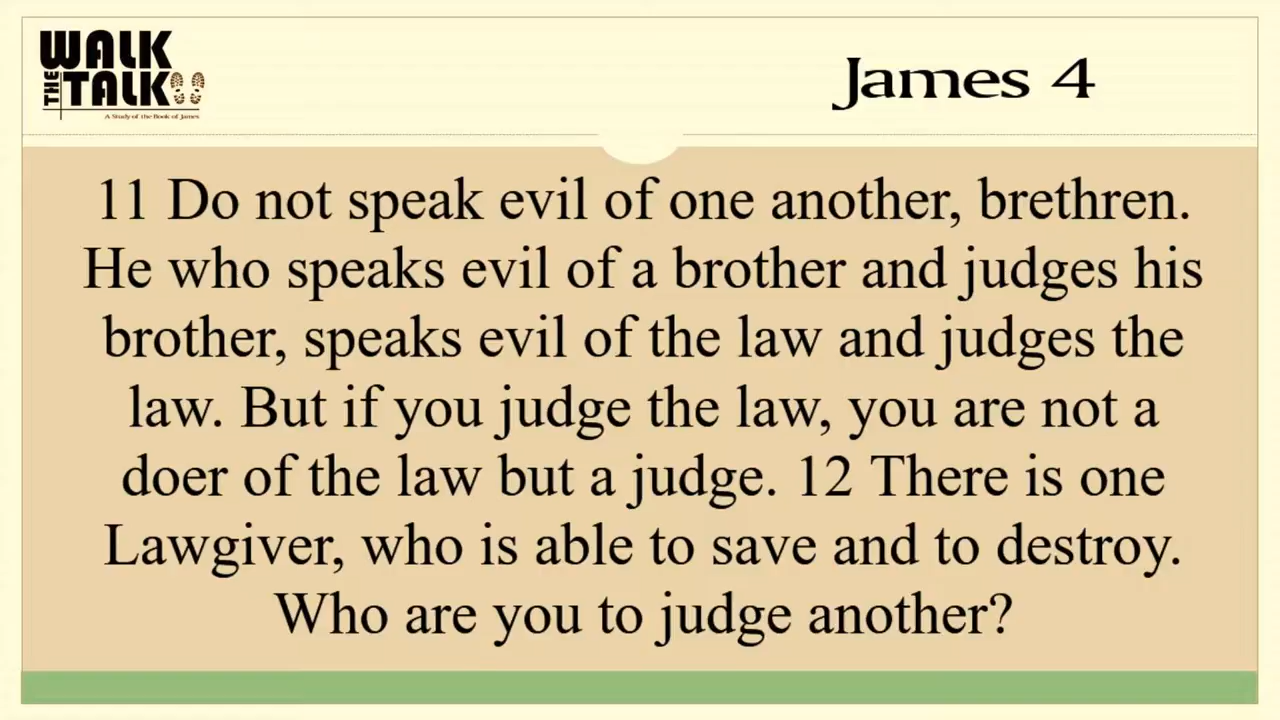 WALK
THE TALK
A Study of the Book of James
James 4
11 Do not speak evil of one another, brethren.
He who speaks evil of a brother and judges his
brother, speaks evil of the law and judges the
law. But if you judge the law, you are not a
doer of the law but a judge. 12 There is one
Lawgiver, who is able to save and to destroy.
Who are you to judge another?